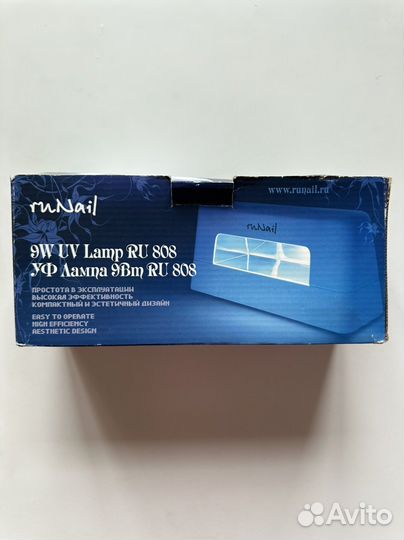 www.runail.ru
ruNail
ruNail
9W UV Lamp RU 808
УФ Лампа 9Вт RU 808
ПРОСТОТА В ЭКСПЛУАТАЦИИ
ВЫСОКАЯ ЭФФЕКТИВНОСТЬ
КОМПАКТНЫЙ И ЭСТЕТИЧНЫЙ ДИЗАЙН
EASY TO OPERATE
HIGH EFFICIENCY
AESTHETIC DESIGN
Avito